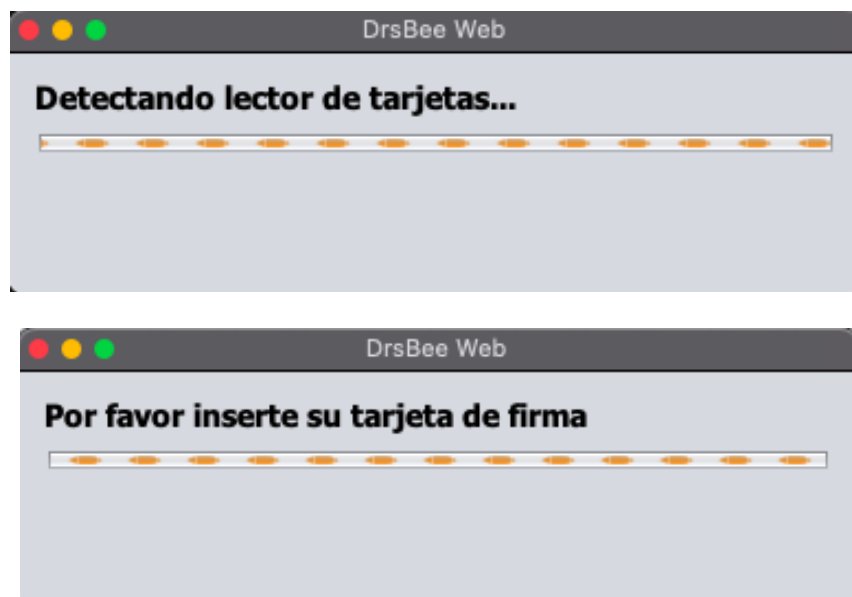 DrsBee Web
Detectando lector de tarjetas...
DrsBee Web
Por favor inserte su tarjeta de firma